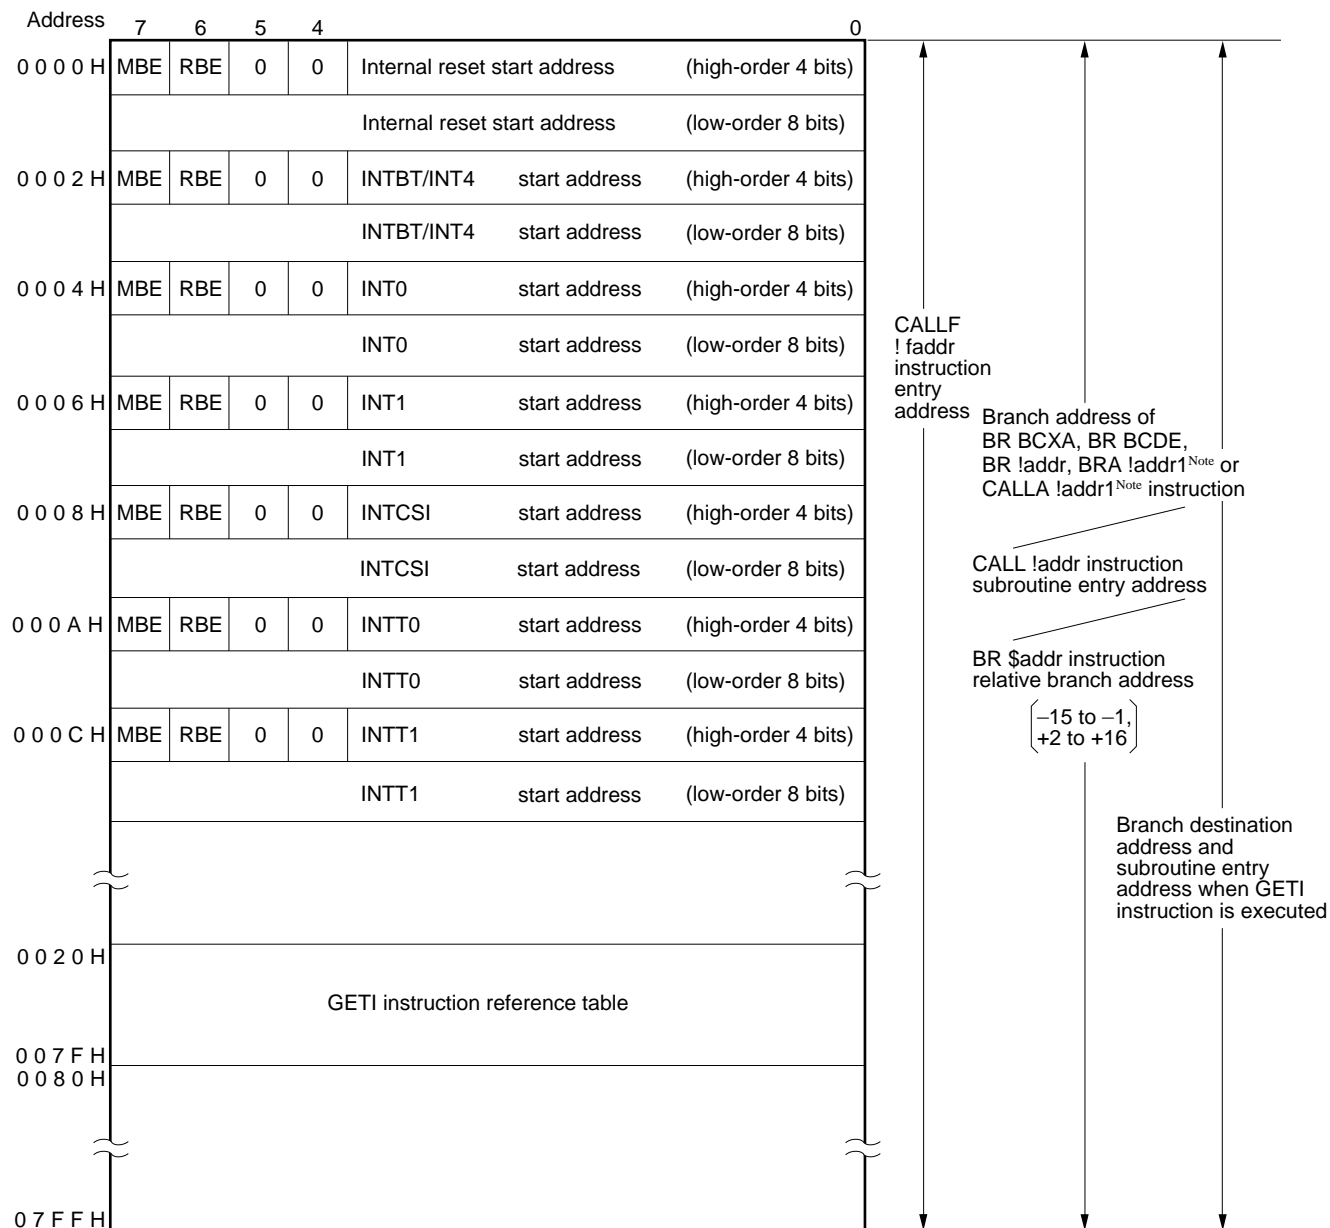 Address 7 6 5 4 0
0000H MBE RBE 0 0 Internal reset start address (high-order 4 bits)
Internal reset start address (low-order 8 bits)
0002H MBE RBE 0 0 INTBT/INT4 start address (high-order 4 bits)
INTBT/INT4 start address (low-order 8 bits)
0004H MBE RBE 0 0 INT0 start address (high-order 4 bits)
INT0 start address (low-order 8 bits)
0006H MBE RBE 0 0 INT1 start address (high-order 4 bits)
INT1 start address (low-order 8 bits)
0008H MBE RBE 0 0 INTCSI start address (high-order 4 bits)
INTCSI start address (low-order 8 bits)
000AH MBE RBE 0 0 INTT0 start address (high-order 4 bits)
INTT0 start address (low-order 8 bits)
000CH MBE RBE 0 0 INTT1 start address (high-order 4 bits)
INTT1 start address (low-order 8 bits)
0020H
GETI instruction reference table
007FH
0080H
07FFH
CALLF
! faddr
instruction
entry
address
Branch address of
BR BCXA, BR BCDE,
BR !addr, BRA !addr1Note or
CALLA !addr1Note instruction
CALL !addr instruction
subroutine entry address
BR $addr instruction
relative branch address
–15 to –1,
+2 to +16
Branch destination
address and
subroutine entry
address when GETI
instruction is executed